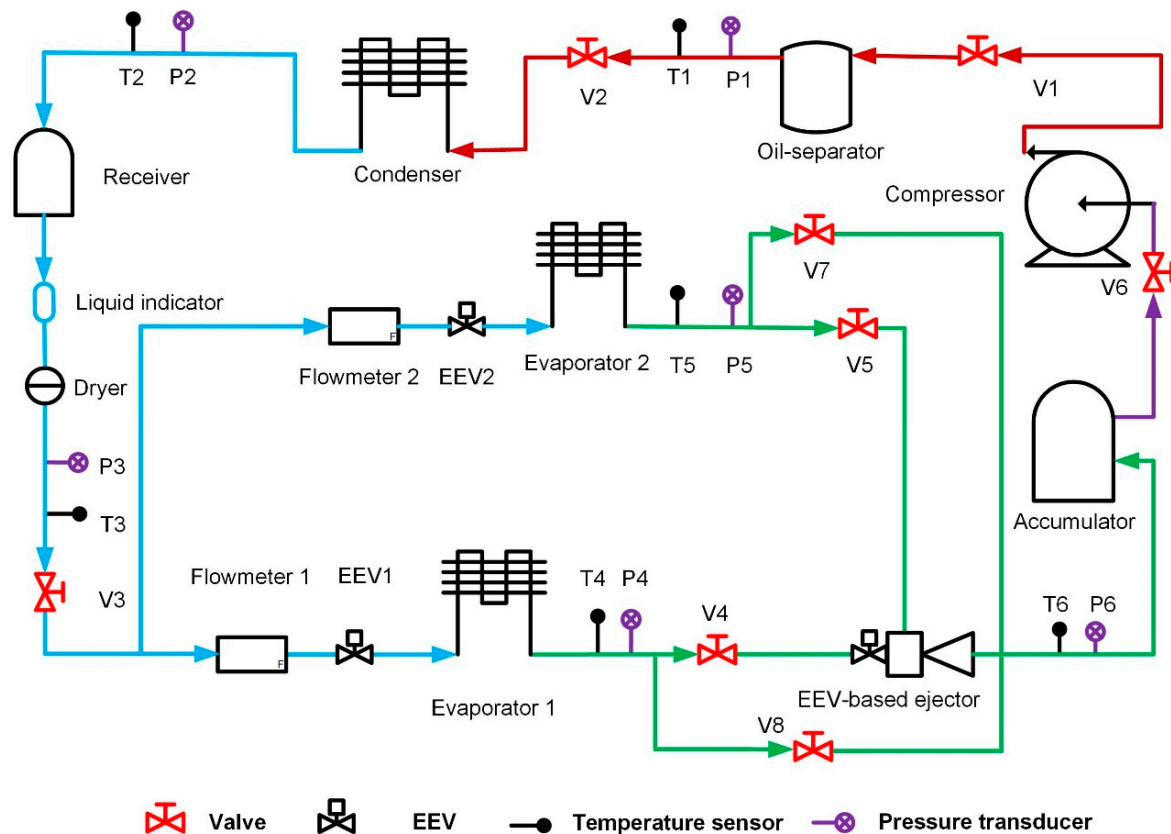 T2
P2
T1
P1
V2
V1
Oil-separator
Receiver
Condenser
Compressor
V7
V6
Liquid indicator
Flowmeter 2
EEV2
Evaporator 2
T5
P5
V5
Dryer
F
P3
T3
Accumulator
Flowmeter 1
EEV1
T4
P4
V4
T6
P6
V3
F
Evaporator 1
EEV-based ejector
V8
Valve
EEV
Temperature sensor
Pressure transducer